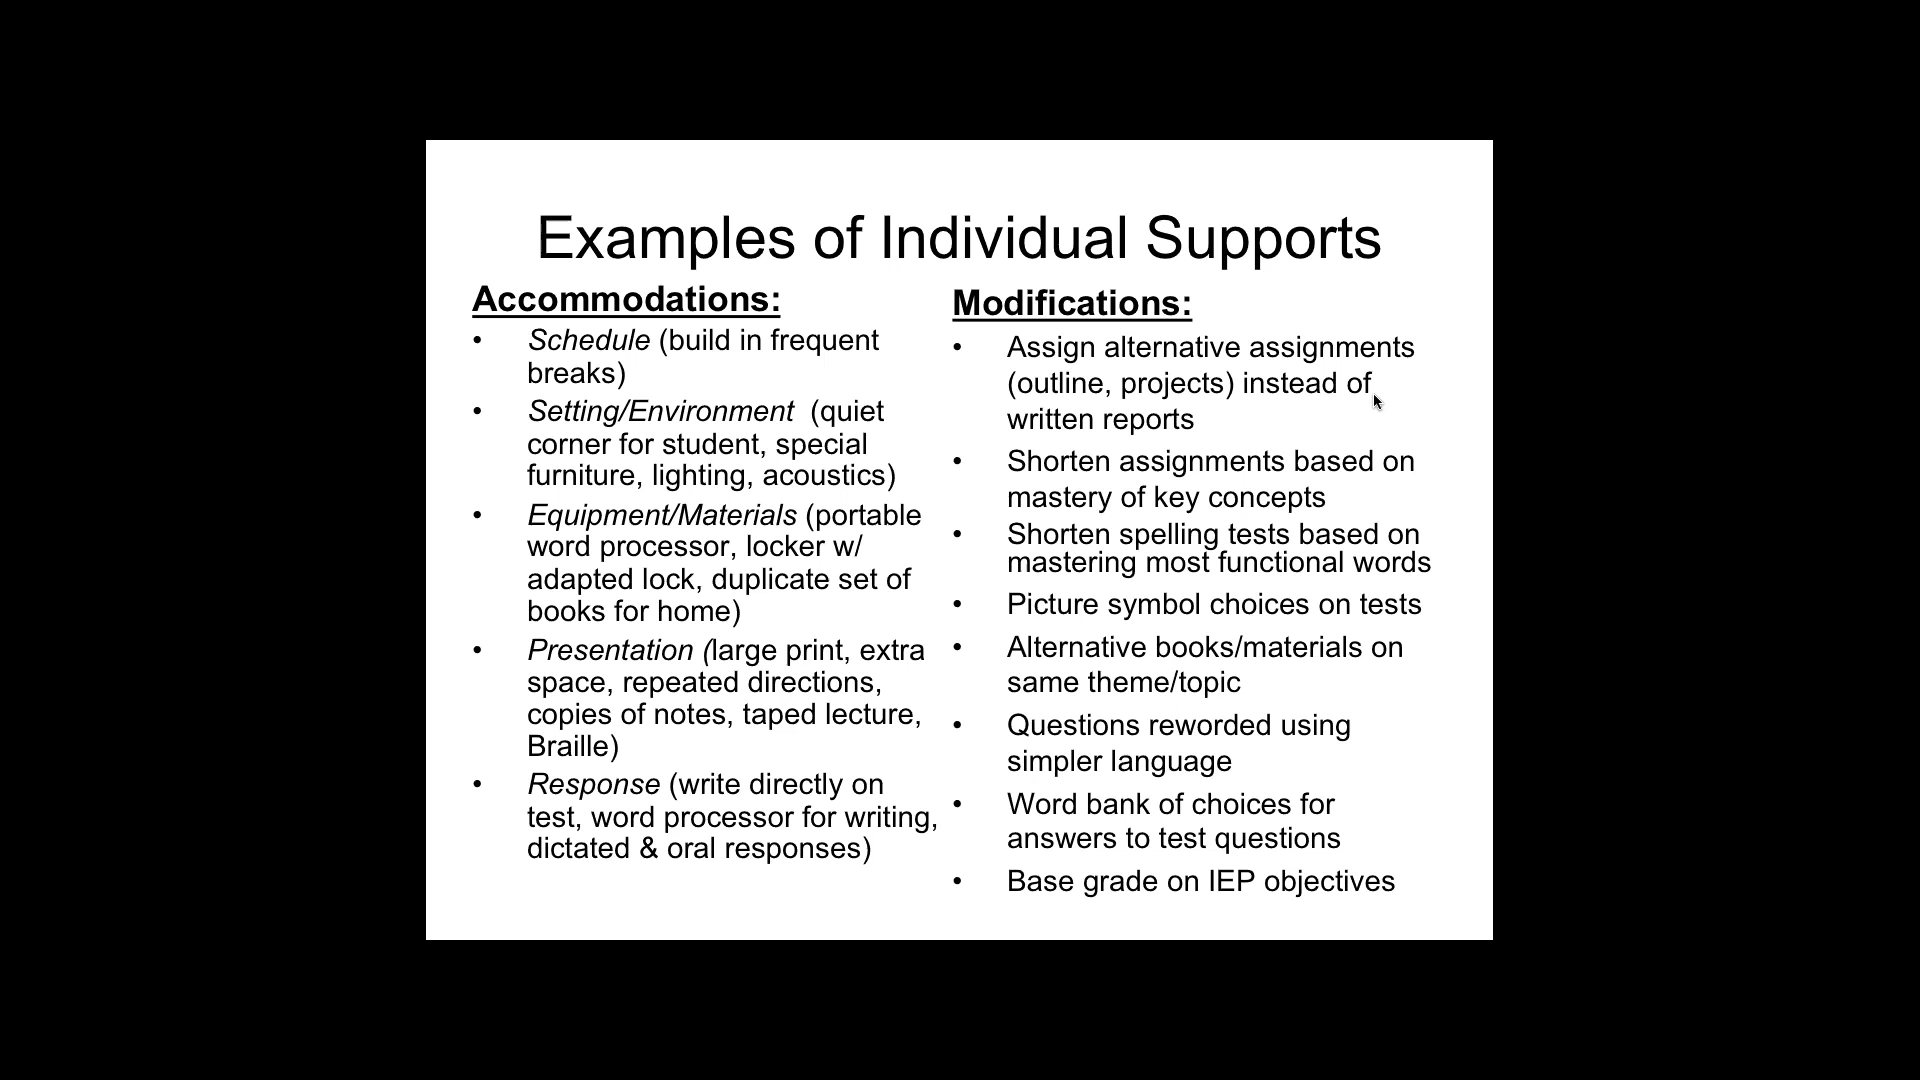 Examples of Individual Supports
Accommodations:
• Schedule (build in frequent
breaks)
• Setting/Environment  (quiet
corner for student, special
furniture, lighting, acoustics)
• Equipment/Materials (portable
word processor, locker w/
adapted lock, duplicate set of
books for home)
• Presentation (large print, extra
space, repeated directions,
copies of notes, taped lecture,
Braille)
• Response (write directly on
test, word processor for writing,
dictated & oral responses)
Modifications:
• Assign alternative assignments
(outline, projects) instead of
written reports
• Shorten assignments based on
mastery of key concepts
• Shorten spelling tests based on
mastering most functional words
• Picture symbol choices on tests
• Alternative books/materials on
same theme/topic
• Questions reworded using
simpler language
• Word bank of choices for
answers to test questions
• Base grade on IEP objectives